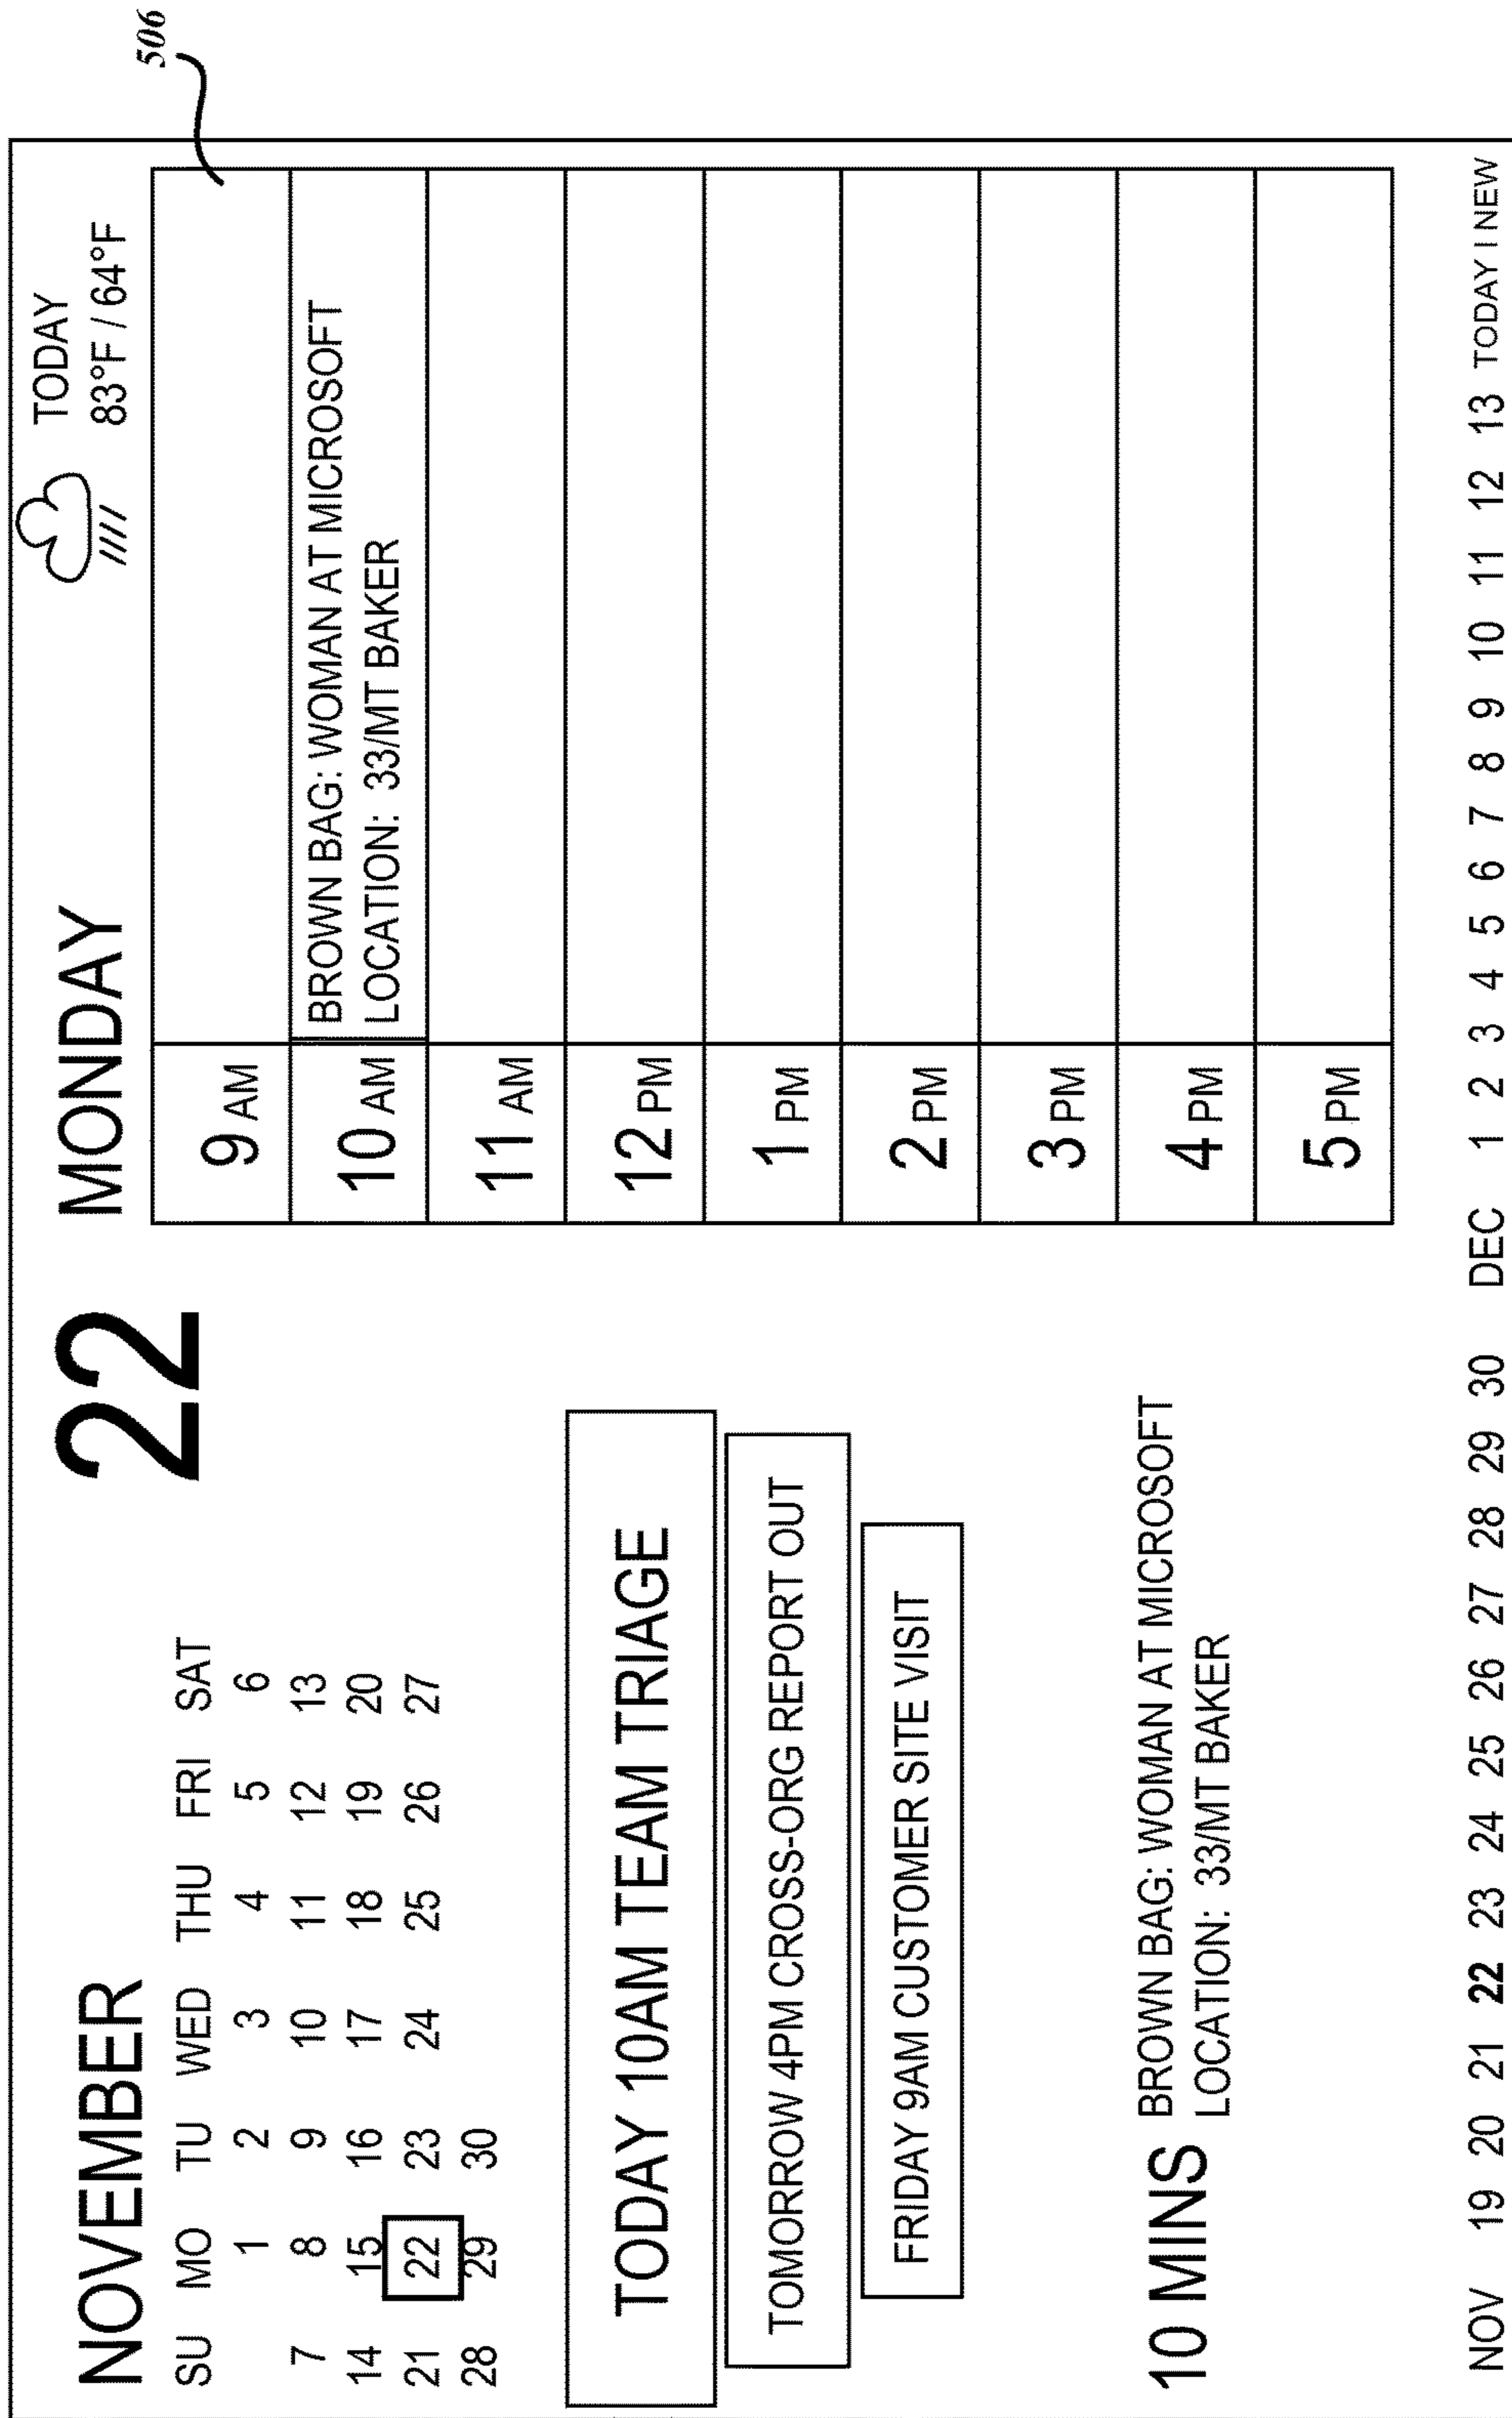 506
NOVEMBER
SU MO TU WED THU FRI SAT
1 2 3 4 5 6
7 8 9 10 11 12 13
14 15 16 17 18 19 20
21 22 23 24 25 26 27
28 29 30
22
TODAY 10AM TEAM TRIAGE
TOMORROW 4PM CROSS-ORG REPORT OUT
FRIDAY 9AM CUSTOMER SITE VISIT
10 MINS BROWN BAG: WOMAN AT MICROSOFT
LOCATION: 33/MT BAKER
MONDAY
TODAY
83°F / 64°F
9 AM
10 AM BROWN BAG: WOMAN AT MICROSOFT
LOCATION: 33/MT BAKER
11 AM
12 PM
1 PM
2 PM
3 PM
4 PM
5 PM
NOV 19 20 21 22 23 24 25 26 27 28 29 30 DEC 1 2 3 4 5 6 7 8 9 10 11 12 13 TODAY I NEW